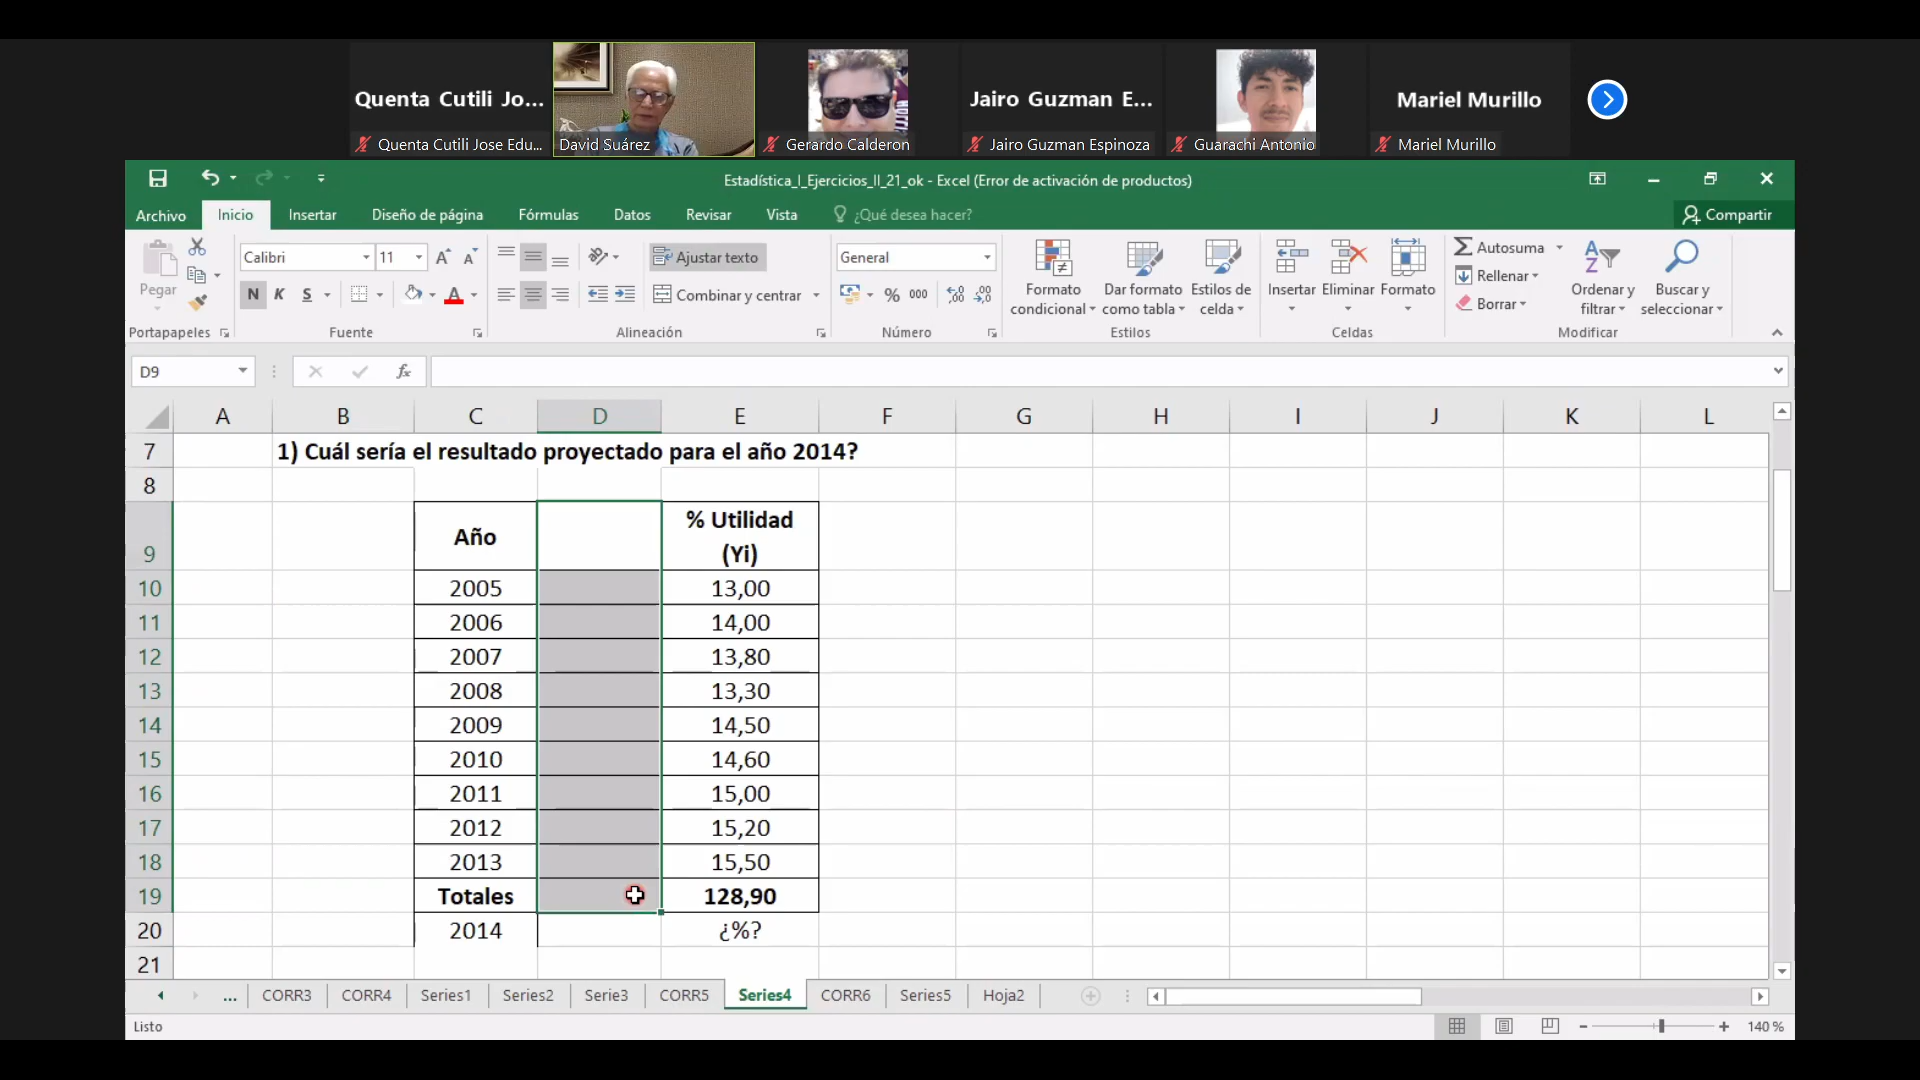 Quenta Cutili Jo...
Jairo Guzman E...
Mariel Murillo
Quenta Cutili Jose Edu...
David Suárez
Gerardo Calderon
Jairo Guzman Espinoza
Guarachi Antonio
Mariel Murillo
Estadística_I_Ejercicios_II_21_ok - Excel (Error de activación de productos)
Archivo Inicio Insertar Diseño de página Fórmulas Datos Revisar Vista ¿Qué desea hacer? Compartir
Pegar
Portapapeles
Calibri 11
N K S
Fuente
Ajustar texto
Combinar y centrar
Alineación
General
% 000
Número
Formato condicional
Dar formato como tabla
Estilos de celda
Estilos
Insertar Eliminar Formato
Celdas
Autosuma
Rellenar
Borrar
Ordenar y filtrar
Buscar y seleccionar
Modificar
D9 fx
A B C D E F G H I J K L
7 1) Cuál sería el resultado proyectado para el año 2014?
8
9 Año % Utilidad (Yi)
10 2005 13,00
11 2006 14,00
12 2007 13,80
13 2008 13,30
14 2009 14,50
15 2010 14,60
16 2011 15,00
17 2012 15,20
18 2013 15,50
19 Totales 128,90
20 2014 ¿%?
21
... CORR3 CORR4 Series1 Series2 Serie3 CORR5 Series4 CORR6 Series5 Hoja2
Listo 140 %